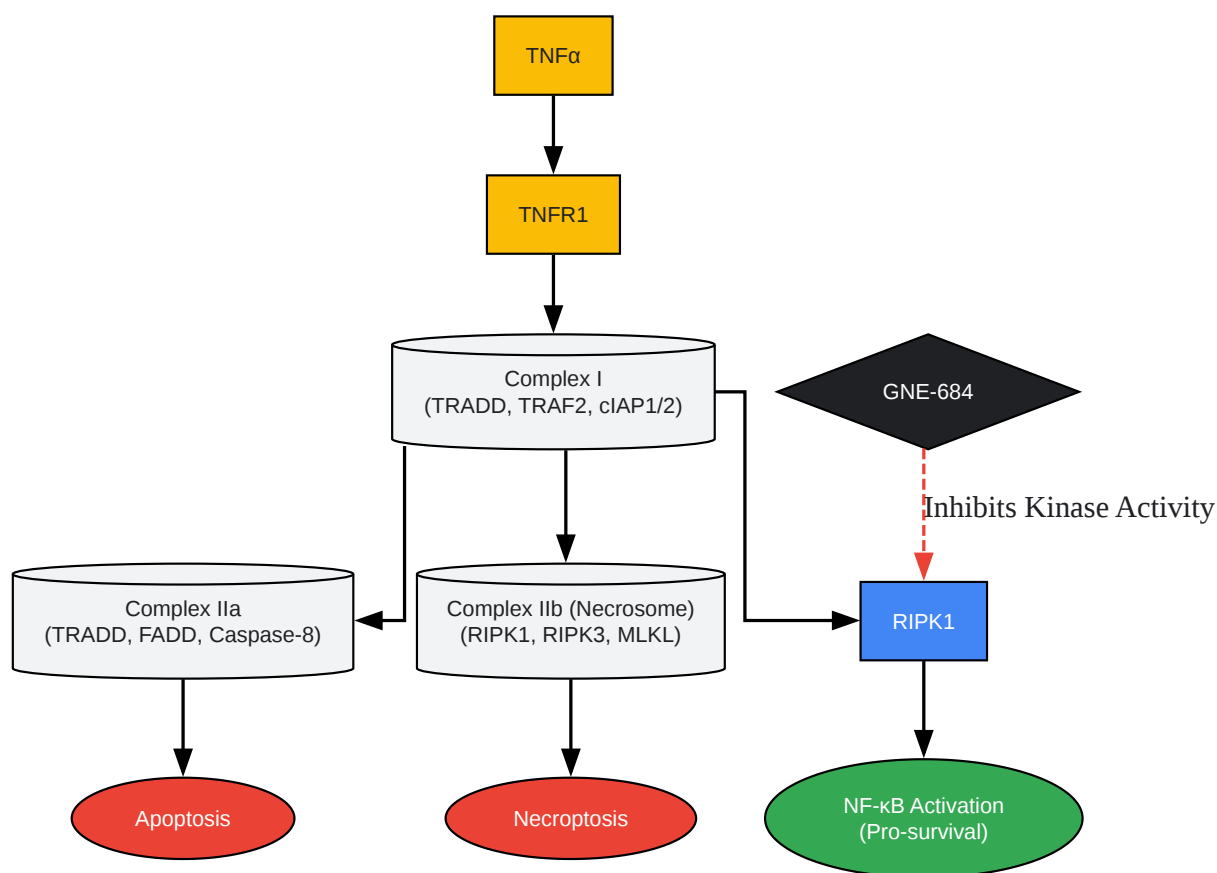 TNFα
TNFR1
Complex I
(TRADD, TRAF2, cIAP1/2)
GNE-684
Inhibits Kinase Activity
Complex IIa
(TRADD, FADD, Caspase-8)
Complex IIb (Necrosome)
(RIPK1, RIPK3, MLKL)
RIPK1
Apoptosis
Necroptosis
NF-κB Activation
(Pro-survival)